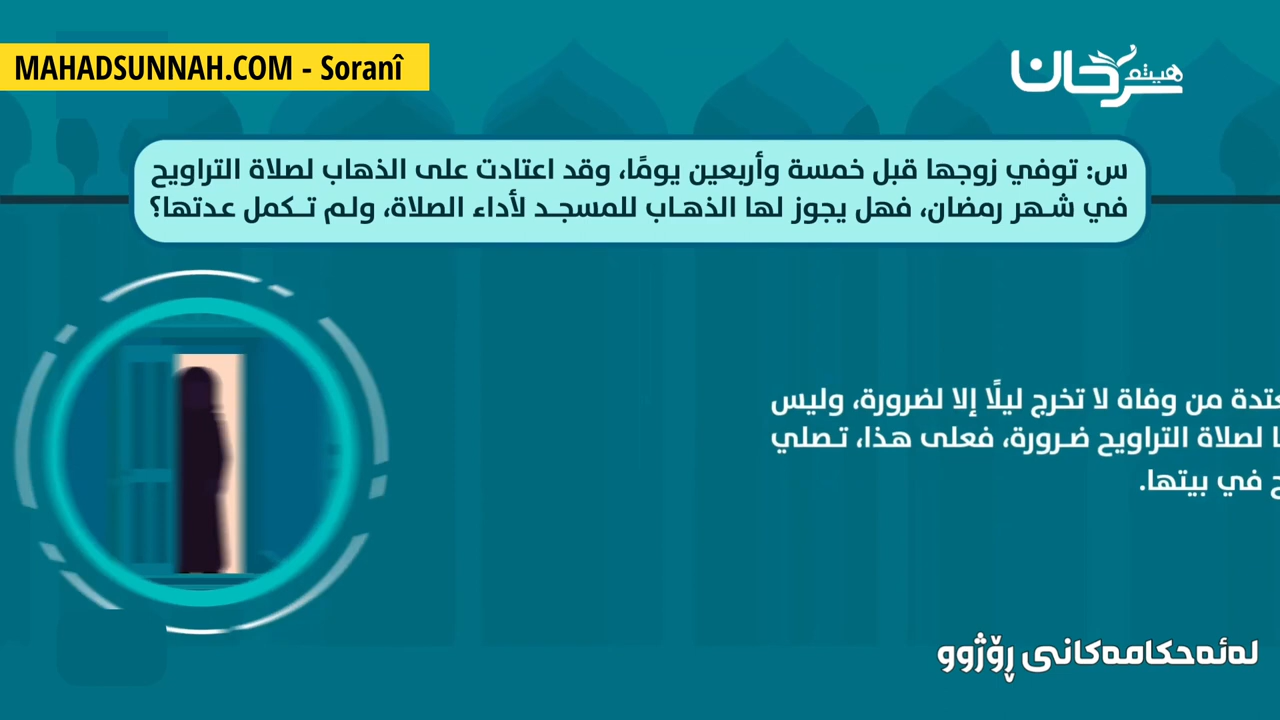 MAHADSUNNAH.COM - Soranî
هيثم
سرحان
س: توفي زوجها قبل خمسة وأربعين يومًا، وقد اعتادت على الذهاب لصلاة التراويح
في شهر رمضان، فهل يجوز لها الذهاب للمسجد لأداء الصلاة، ولم تكمل عدتها؟
من وفاة لا تخرج ليلًا إلا لضرورة، وليس
لصلاة التراويح ضرورة، فعلى هذا، تصلي
في بيتها.
لەئەحکامەکانی ڕۆژوو